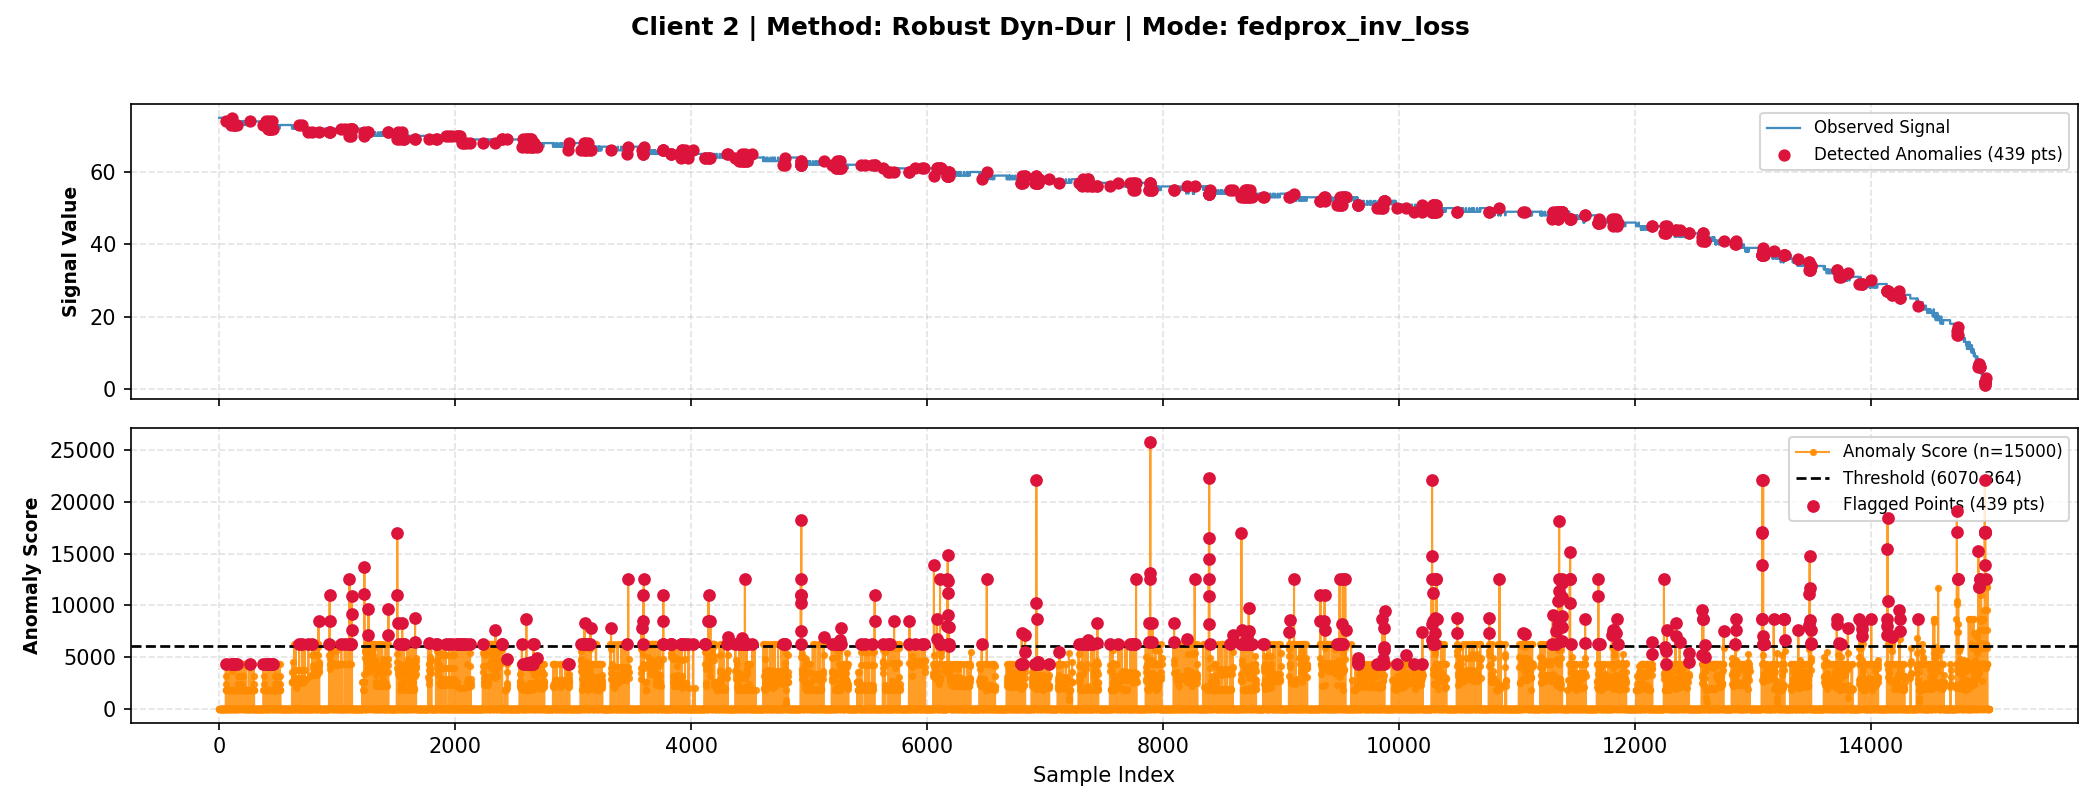 Client 2 | Method: Robust Dyn-Dur | Mode: fedprox_inv_loss
Signal Value
60
40
20
0
Observed Signal
Detected Anomalies (439 pts)
Anomaly Score
25000
20000
15000
10000
5000
0
Anomaly Score (n=15000)
Threshold (6070.364)
Flagged Points (439 pts)
0 2000 4000 6000 8000 10000 12000 14000
Sample Index